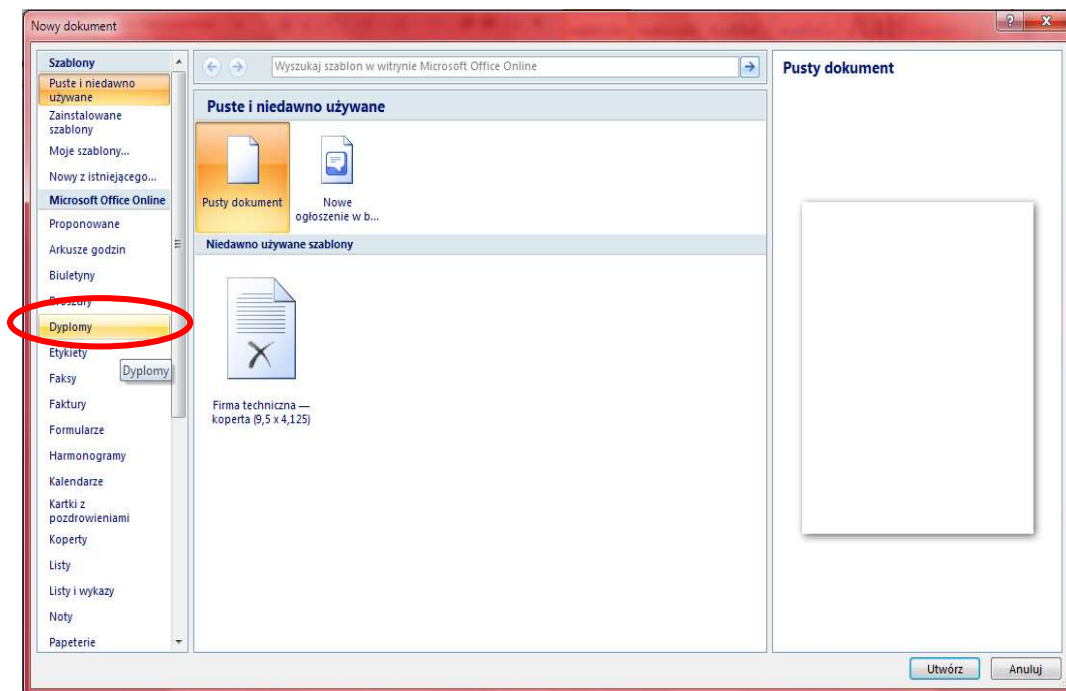 Nowy dokument
Szablony
Puste i niedawno
używane
Zainstalowane
szablony
Moje szablony...
Nowy z istniejącego...
Microsoft Office Online
Proponowane
Arkusze godzin
Biuletyny
Broszury
Dyplomy
Etykiety
Dyplomy
Faksy
Faktury
Formularze
Harmonogramy
Kalendarze
Kartki z
pozdrowieniami
Koperty
Listy
Listy i wykazy
Noty
Papeterie
Wyszukaj szablon w witrynie Microsoft Office Online
Puste i niedawno używane
Pusty dokument
Nowe
ogłoszenie w b...
Niedawno używane szablony
Firma techniczna —
koperta (9,5 x 4,125)
Pusty dokument
Utwórz
Anuluj